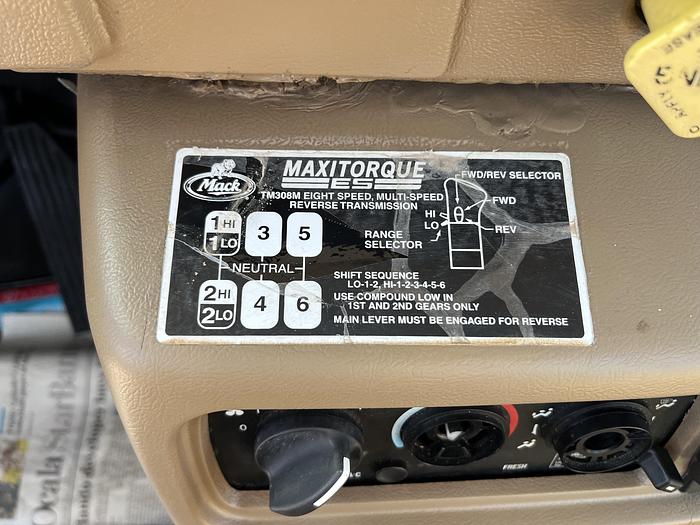 MAXITORQUE
ES
Mack
TM308M EIGHT SPEED, MULTI-SPEED
REVERSE TRANSMISSION
1HI
1LO
3
5
NEUTRAL
2HI
2LO
4
6
FWD/REV SELECTOR
FWD
HI
LO
REV
RANGE
SELECTOR
SHIFT SEQUENCE
LO-1-2, HI-1-2-3-4-5-6
USE COMPOUND LOW IN
1ST AND 2ND GEARS ONLY
MAIN LEVER MUST BE ENGAGED FOR REVERSE
O
FRESH
Ocala StarBan